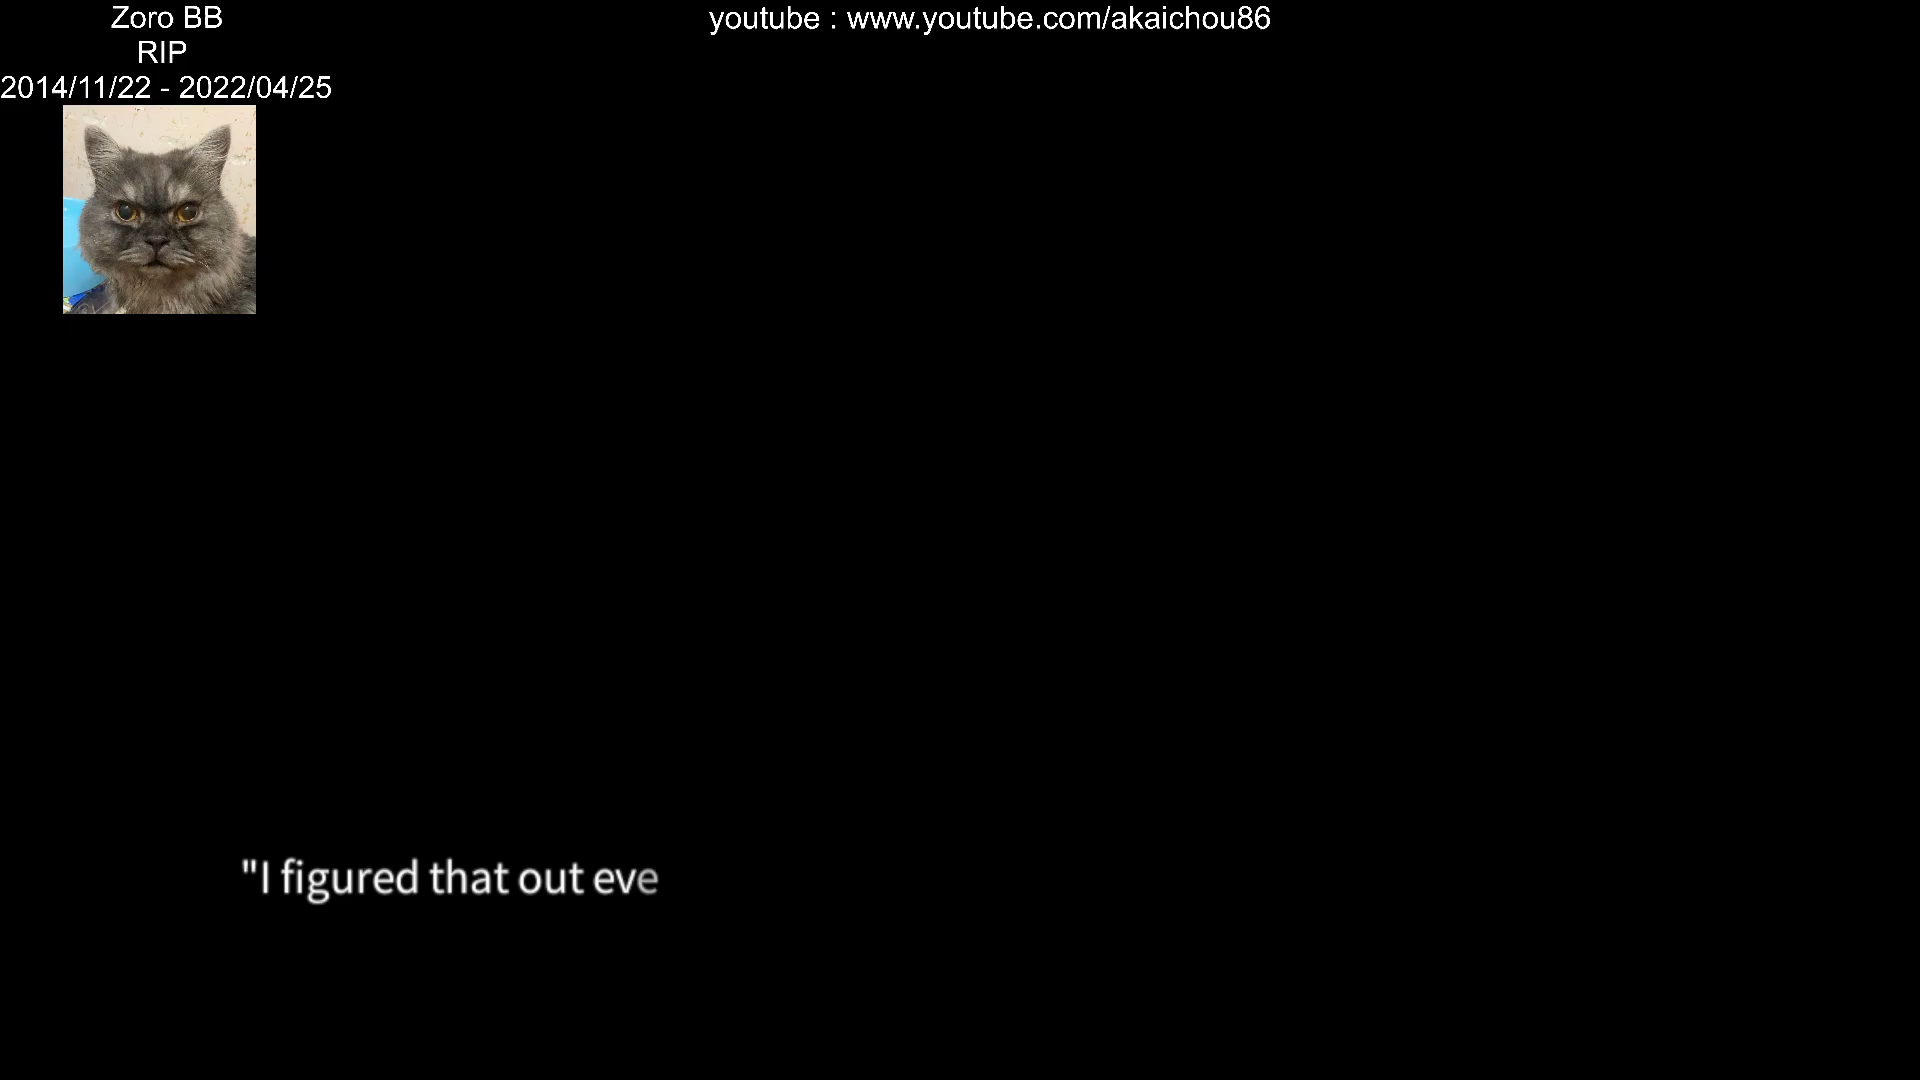 Zoro BB
RIP
2014/11/22 - 2022/04/25
youtube : www.youtube.com/akaichou86
"I figured that out eve